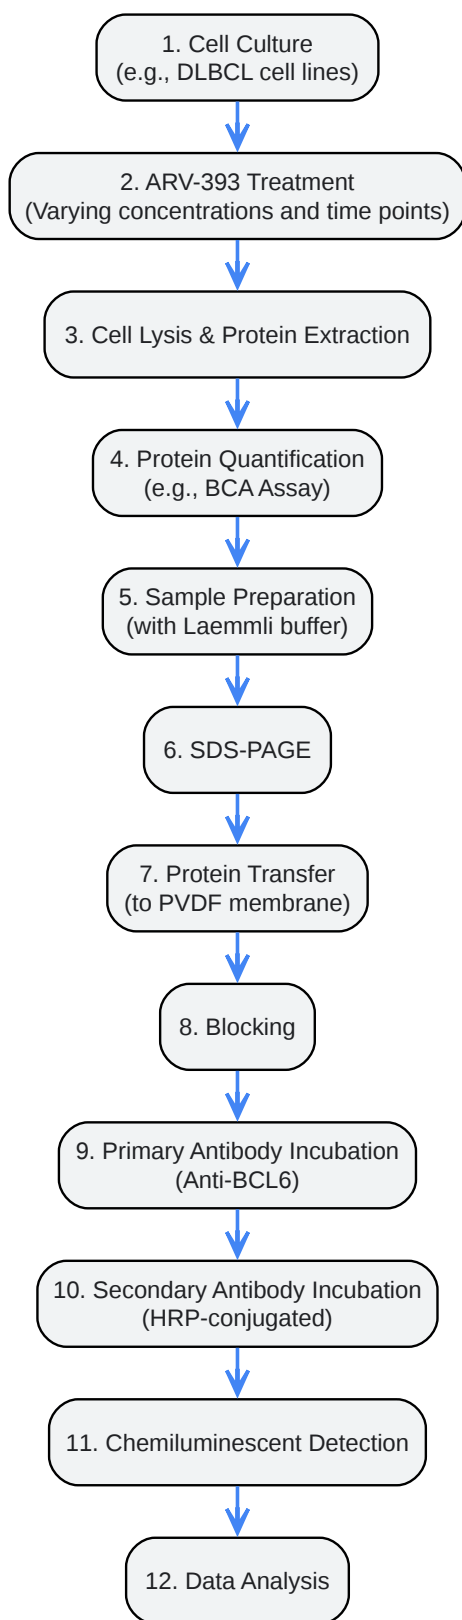 1. Cell Culture
(e.g., DLBCL cell lines)
2. ARV-393 Treatment
(Varying concentrations and time points)
3. Cell Lysis & Protein Extraction
4. Protein Quantification
(e.g., BCA Assay)
5. Sample Preparation
(with Laemmli buffer)
6. SDS-PAGE
7. Protein Transfer
(to PVDF membrane)
8. Blocking
9. Primary Antibody Incubation
(Anti-BCL6)
10. Secondary Antibody Incubation
(HRP-conjugated)
11. Chemiluminescent Detection
12. Data Analysis